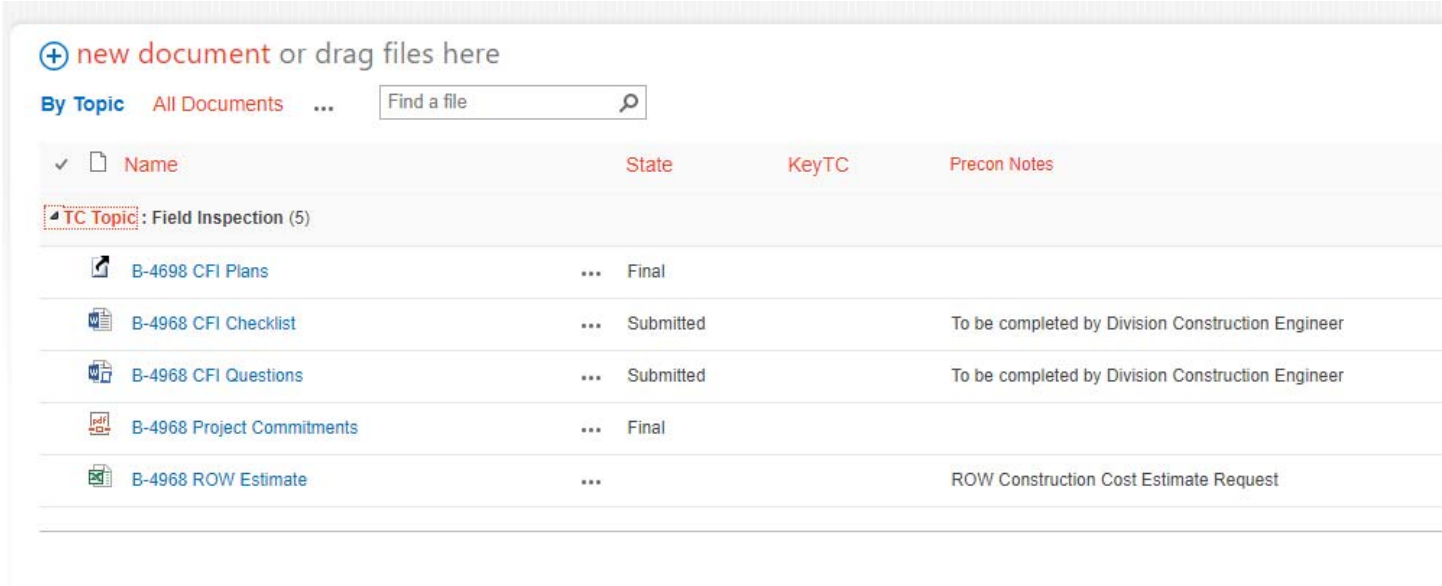 new document or drag files here
By Topic All Documents ... Find a file
Name State KeyTC Precon Notes
TC Topic : Field Inspection (5)
B-4698 CFI Plans ... Final
B-4968 CFI Checklist ... Submitted To be completed by Division Construction Engineer
B-4968 CFI Questions ... Submitted To be completed by Division Construction Engineer
pdf B-4968 Project Commitments ... Final
B-4968 ROW Estimate ... ROW Construction Cost Estimate Request